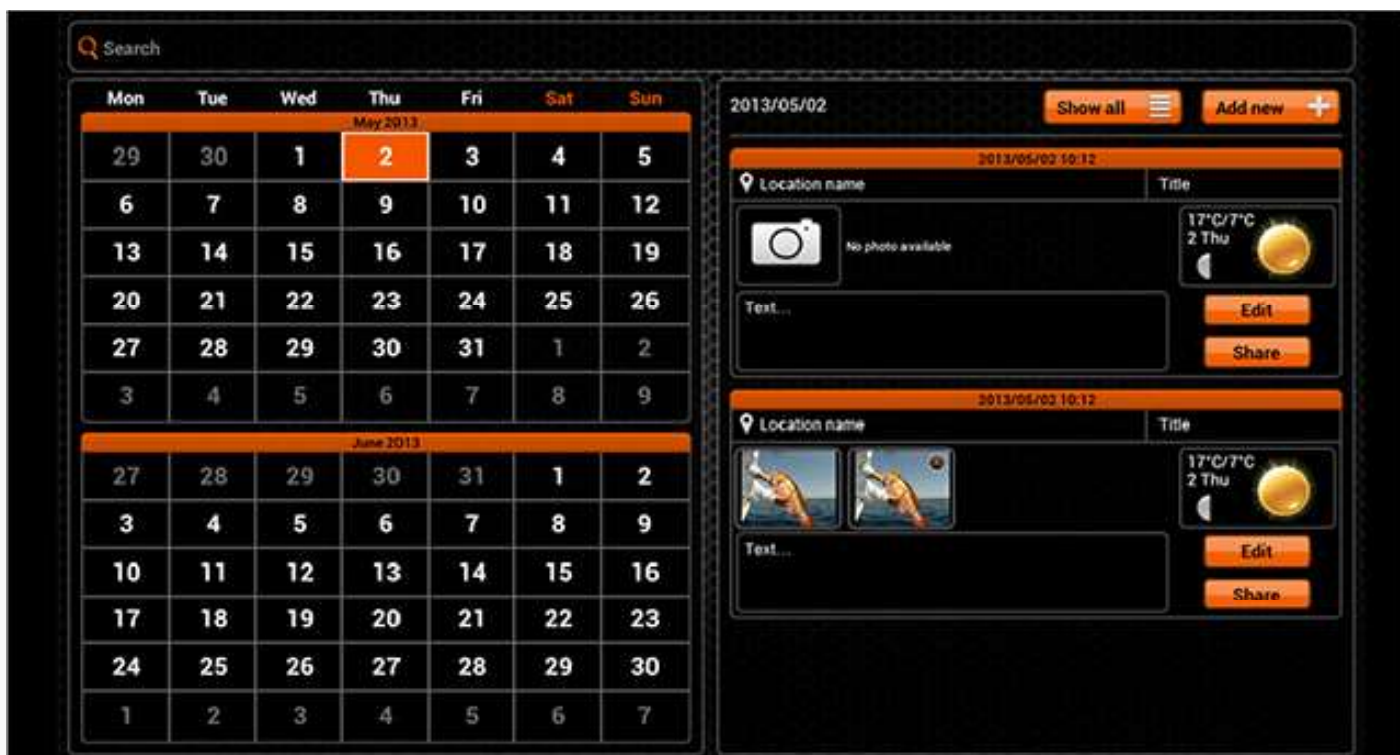 Search
Mon Tue Wed Thu Fri Sat Sun
May 2013
29 30 1 2 3 4 5
6 7 8 9 10 11 12
13 14 15 16 17 18 19
20 21 22 23 24 25 26
27 28 29 30 31 1 2
3 4 5 6 7 8 9
June 2013
27 28 29 30 31 1 2
3 4 5 6 7 8 9
10 11 12 13 14 15 16
17 18 19 20 21 22 23
24 25 26 27 28 29 30
1 2 3 4 5 6 7
2013/05/02 Show all Add new
2013/05/02 10:12
Location name Title
No photo available
17°C/7°C
2 Thu
Text...
Edit
Share
2013/05/02 10:12
Location name Title
17°C/7°C
2 Thu
Text...
Edit
Share